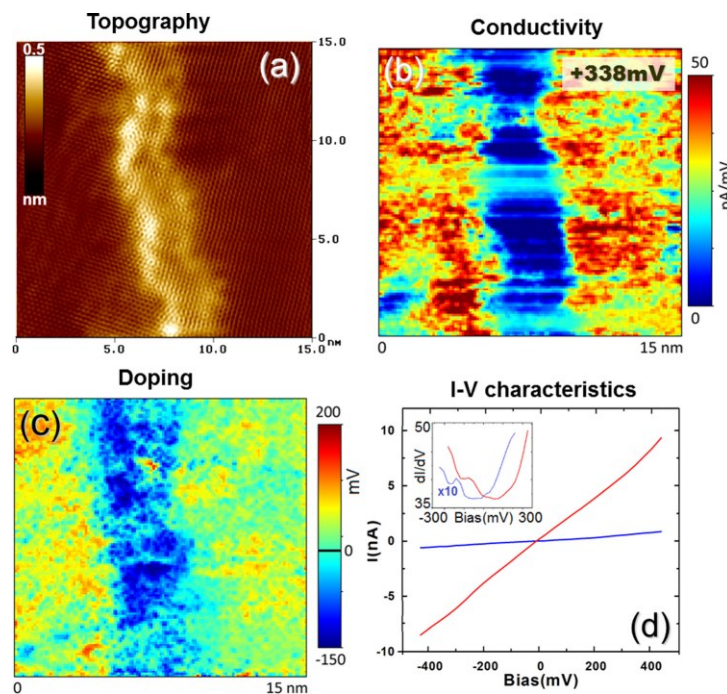 Topography
0.5
nm
(a)
15.0
10.0
5.0
0
0
5.0
10.0
15.0
nm
Conductivity
(b)
+338mV
50
nA/mV
0
0
15 nm
Doping
(c)
200
mV
0
-150
0
15 nm
I-V characteristics
10
5
0
-5
-10
I(nA)
50
dI/dV
35
x10
-300
Bias(mV)
300
(d)
-400
-200
0
200
400
Bias(mV)